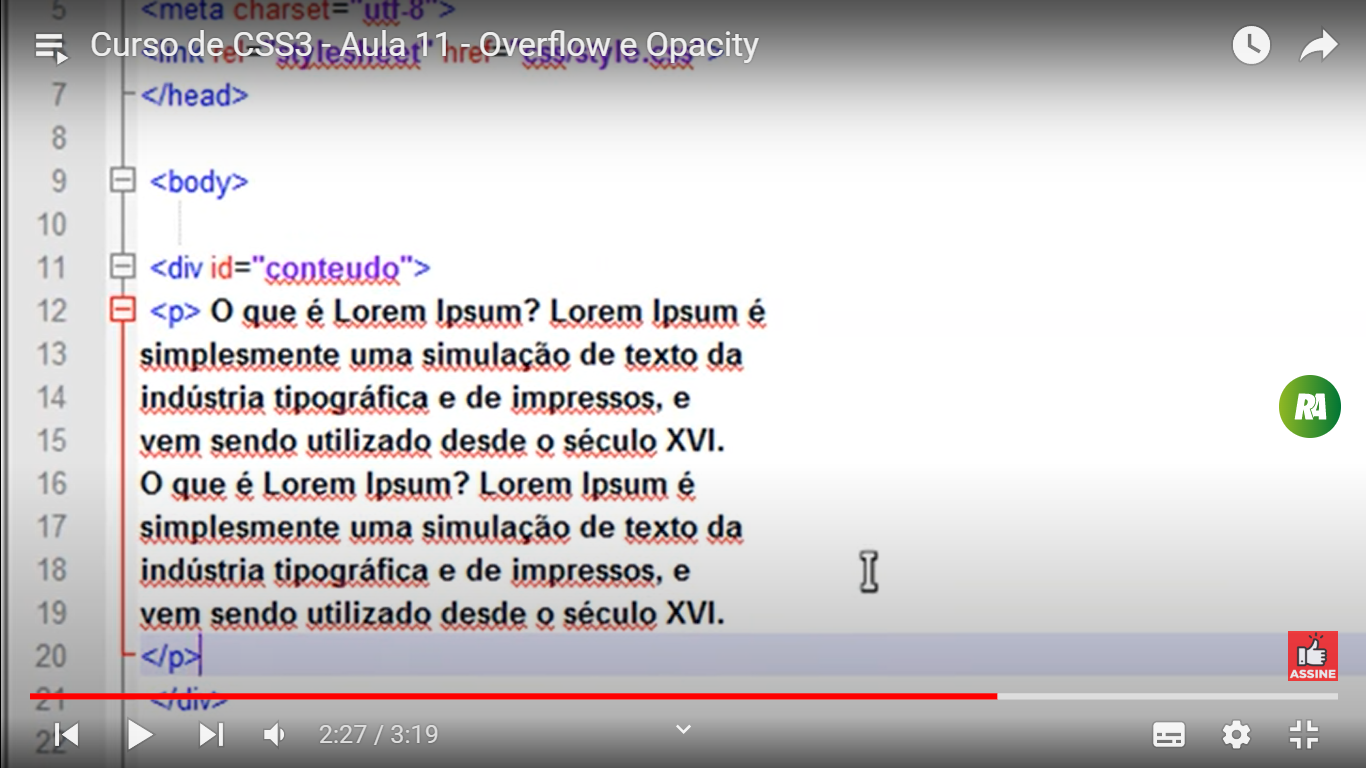 5 <meta charset="utf-8">
Curso de CSS3 - Aula 11 - Overflow e Opacity
<link rel="stylesheet" href="css/style.css">
7 </head>
8
9 <body>
10
11 <div id="conteudo">
12 <p> O que é Lorem Ipsum? Lorem Ipsum é
13 simplesmente uma simulação de texto da
14 indústria tipográfica e de impressos, e
15 vem sendo utilizado desde o século XVI.
16 O que é Lorem Ipsum? Lorem Ipsum é
17 simplesmente uma simulação de texto da
18 indústria tipográfica e de impressos, e
19 vem sendo utilizado desde o século XVI.
20 </p>
21 </div>
22
RA
ASSINE
2:27 / 3:19